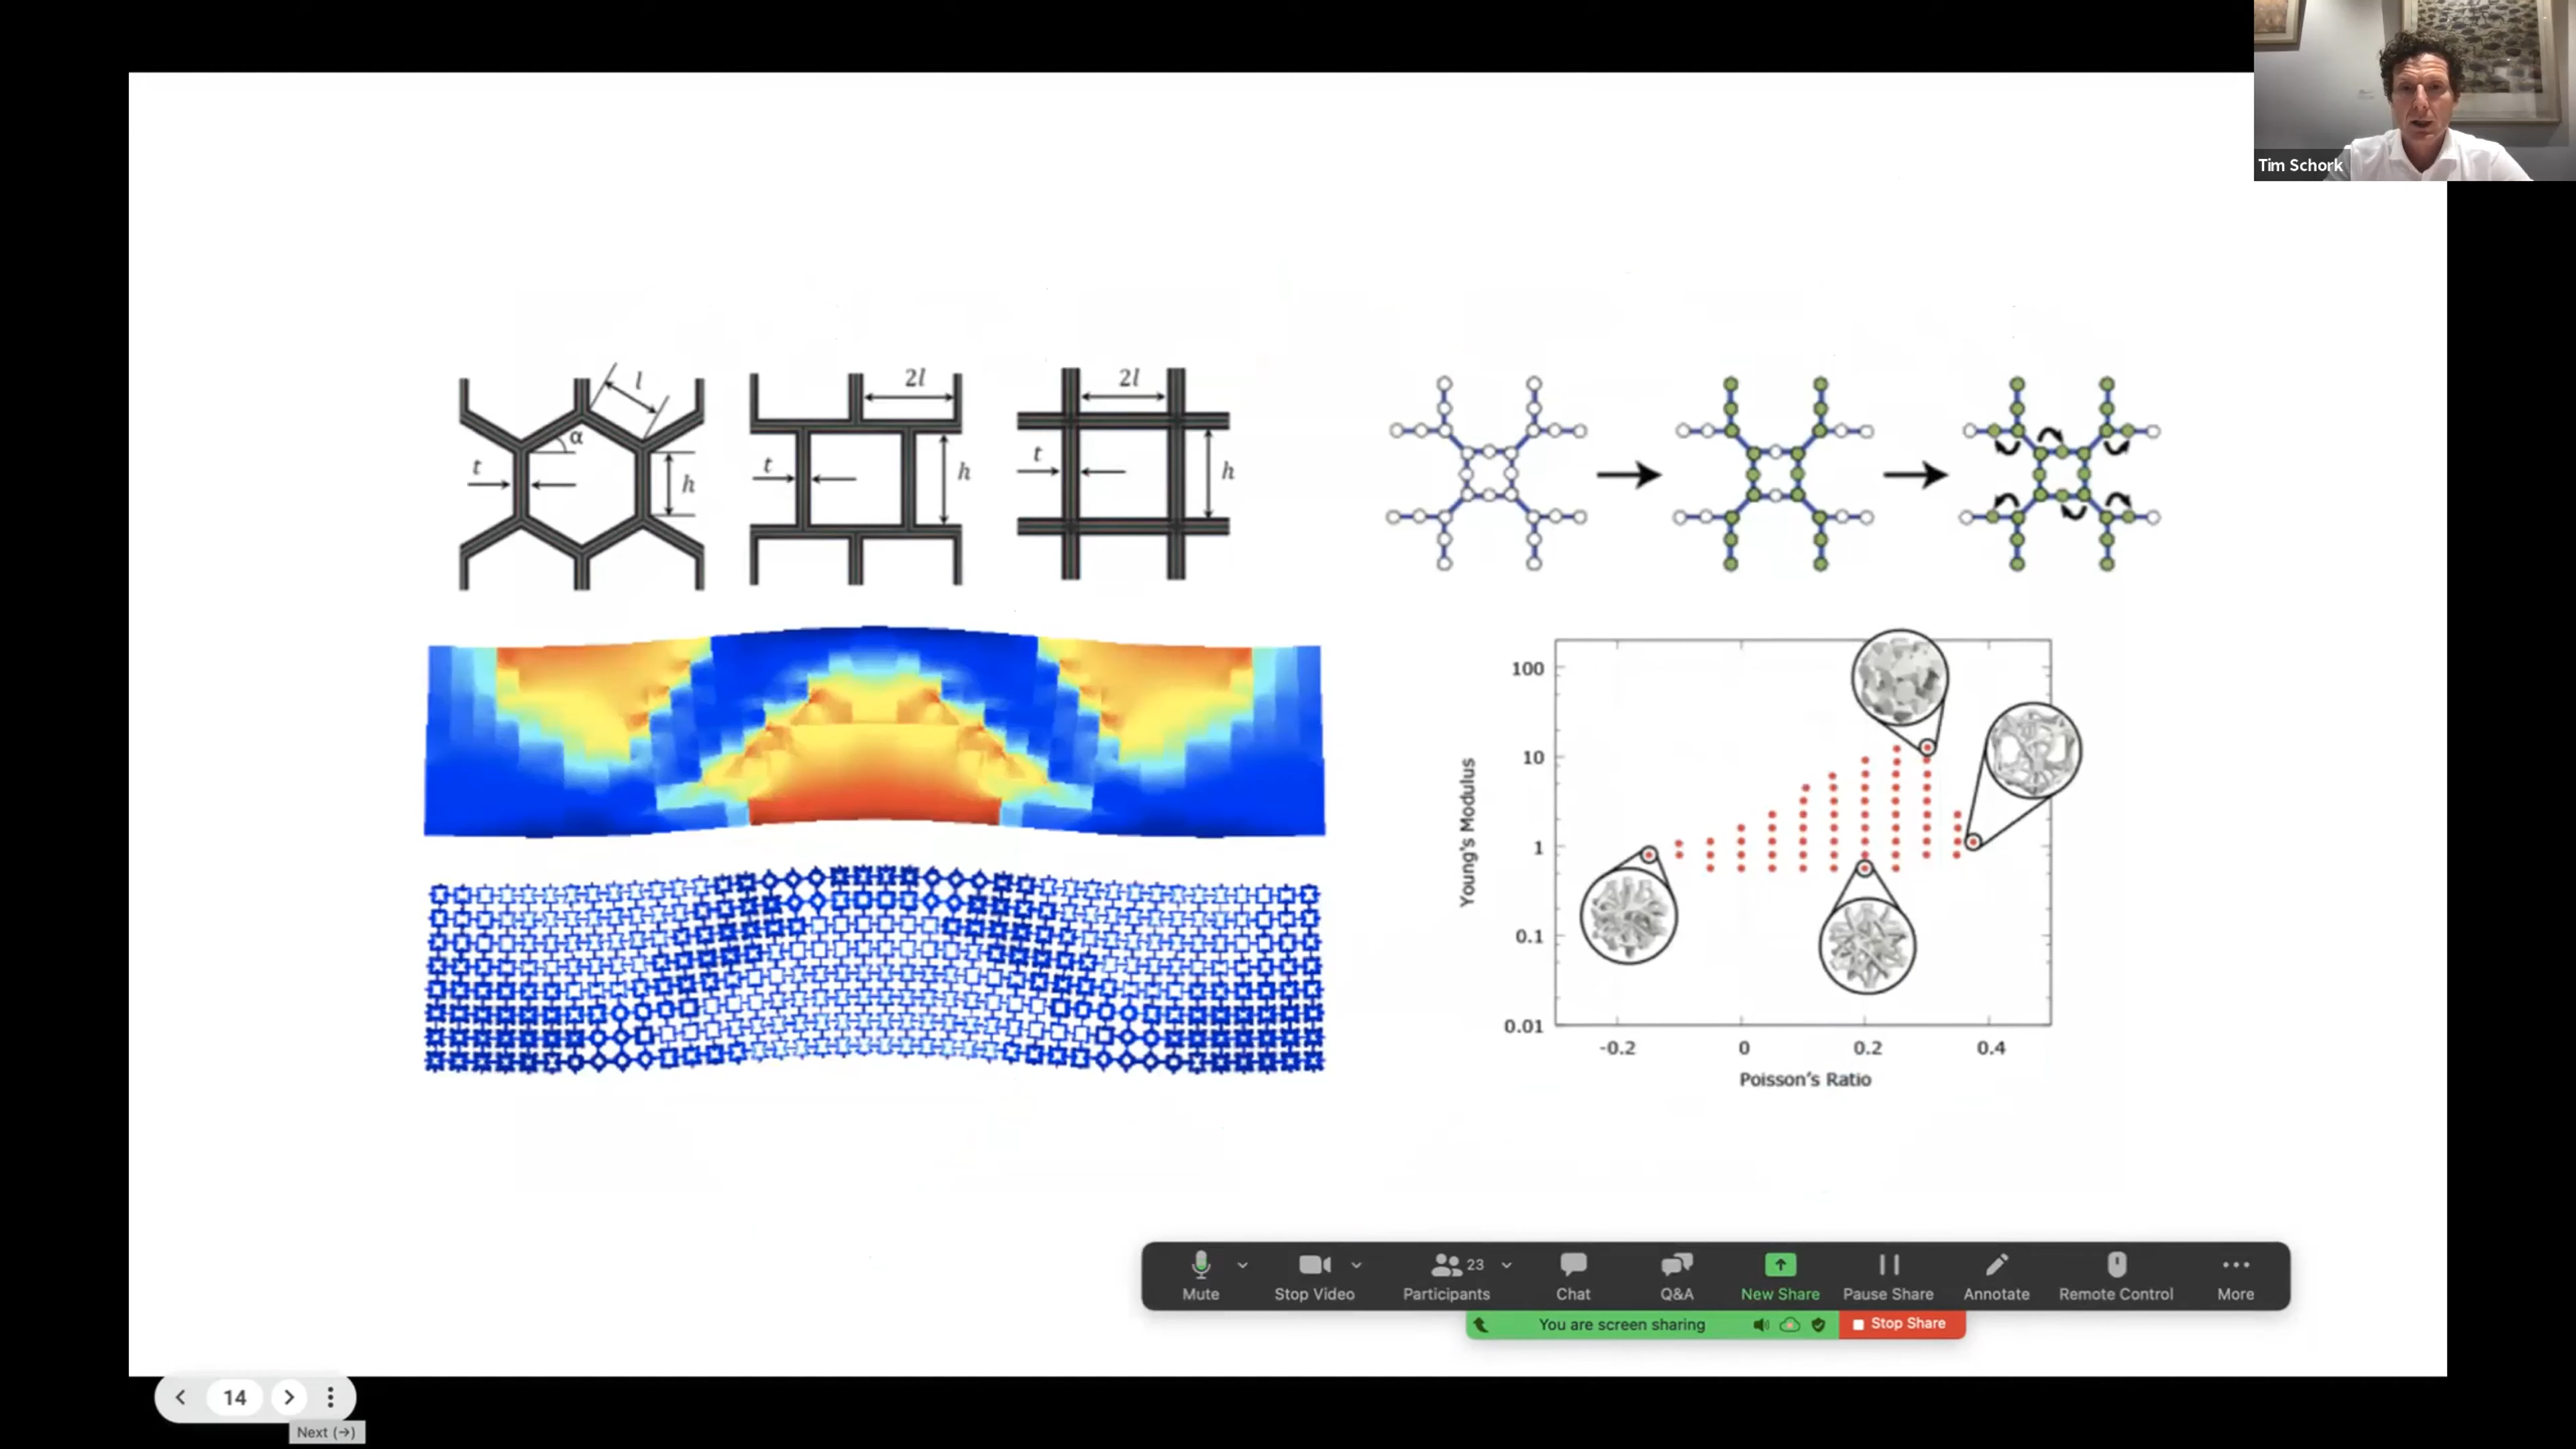 Tim Schork
l
α
t
h
2l
t
h
2l
t
h
100
10
1
0.1
0.01
Young's Modulus
-0.2 0 0.2 0.4
Poisson's Ratio
23
Mute Stop Video Participants Chat Q&A New Share Pause Share Annotate Remote Control More
You are screen sharing Stop Share
14
Next (→)